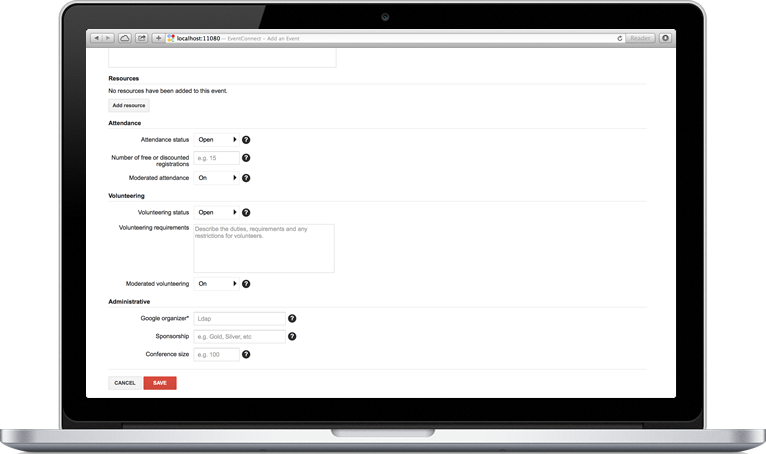 localhost:11080 – EventConnect – Add an Event
Reader
Resources
No resources have been added to this event.
Add resource
Attendance
Attendance status Open ?
Number of free or discounted
registrations
e.g. 15 ?
Moderated attendance On ?
Volunteering
Volunteering status Open ?
Volunteering requirements
Describe the duties, requirements and any
restrictions for volunteers.
Moderated volunteering On ?
Administrative
Google organizer* Ldap ?
Sponsorship e.g. Gold, Silver, etc ?
Conference size e.g. 100 ?
CANCEL SAVE